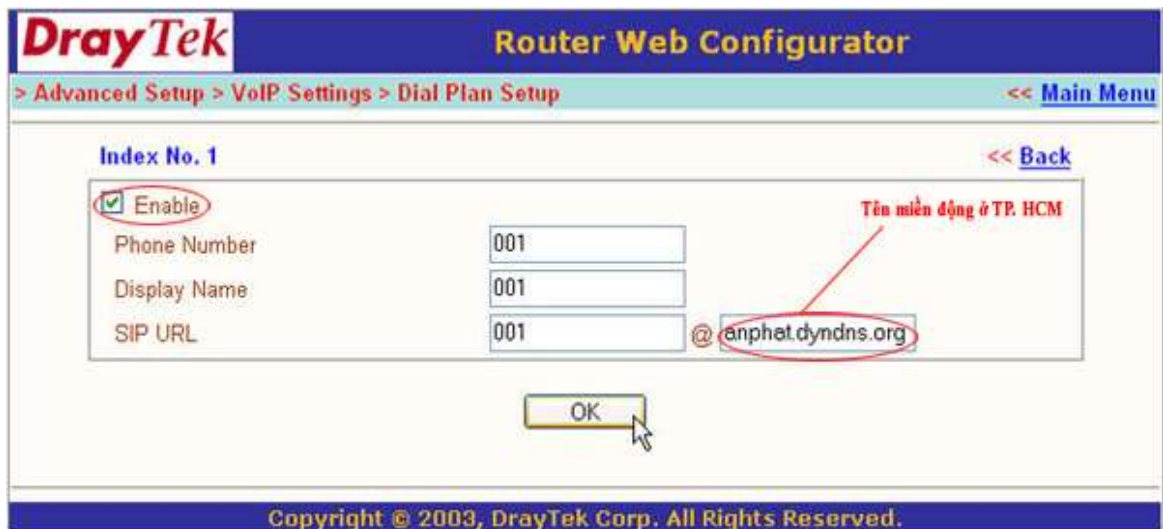 DrayTek Router Web Configurator
> Advanced Setup > VoIP Settings > Dial Plan Setup << Main Menu
Index No. 1 << Back
Enable
Tên miền động ở TP. HCM
Phone Number 001
Display Name 001
SIP URL 001 @ anphat.dyndns.org
OK
Copyright © 2003, DrayTek Corp. All Rights Reserved.